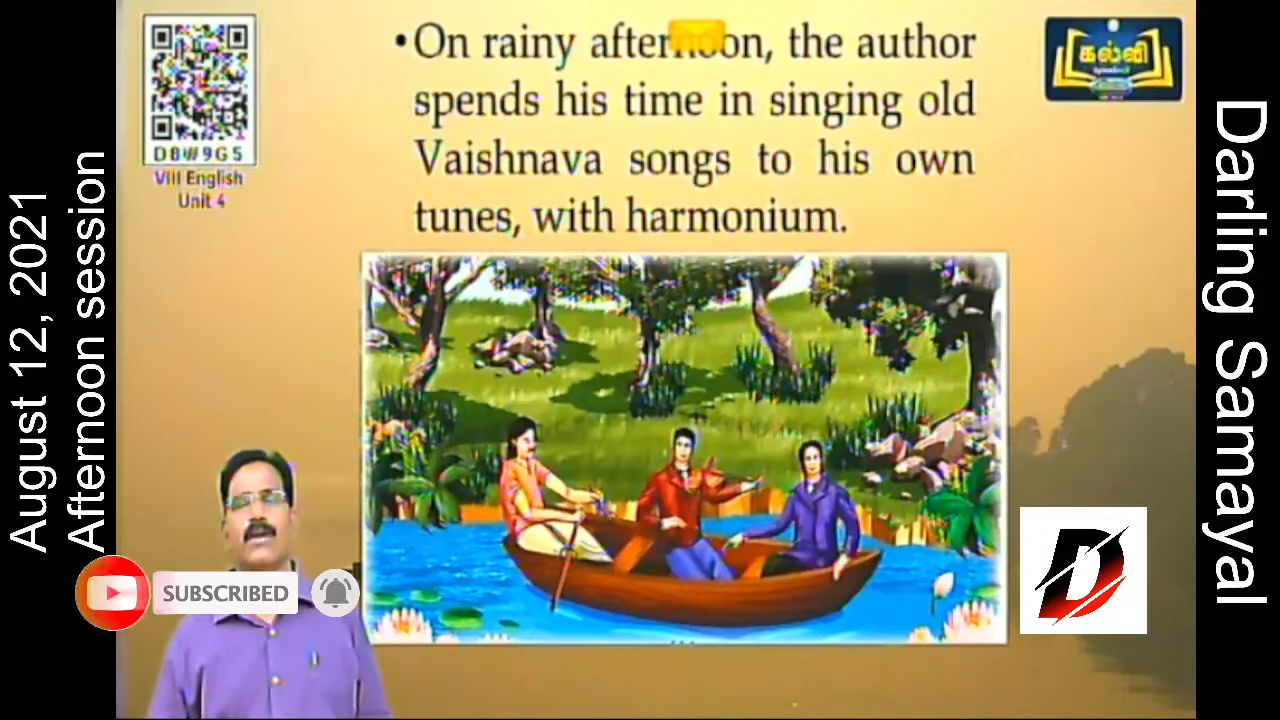 August 12, 2021
Afternoon session
D8W9G5
VIII English
Unit 4
•On rainy afternoon, the author
spends his time in singing old
Vaishnava songs to his own
tunes, with harmonium.
கல்வி
SUBSCRIBED
D
Darling Samayal